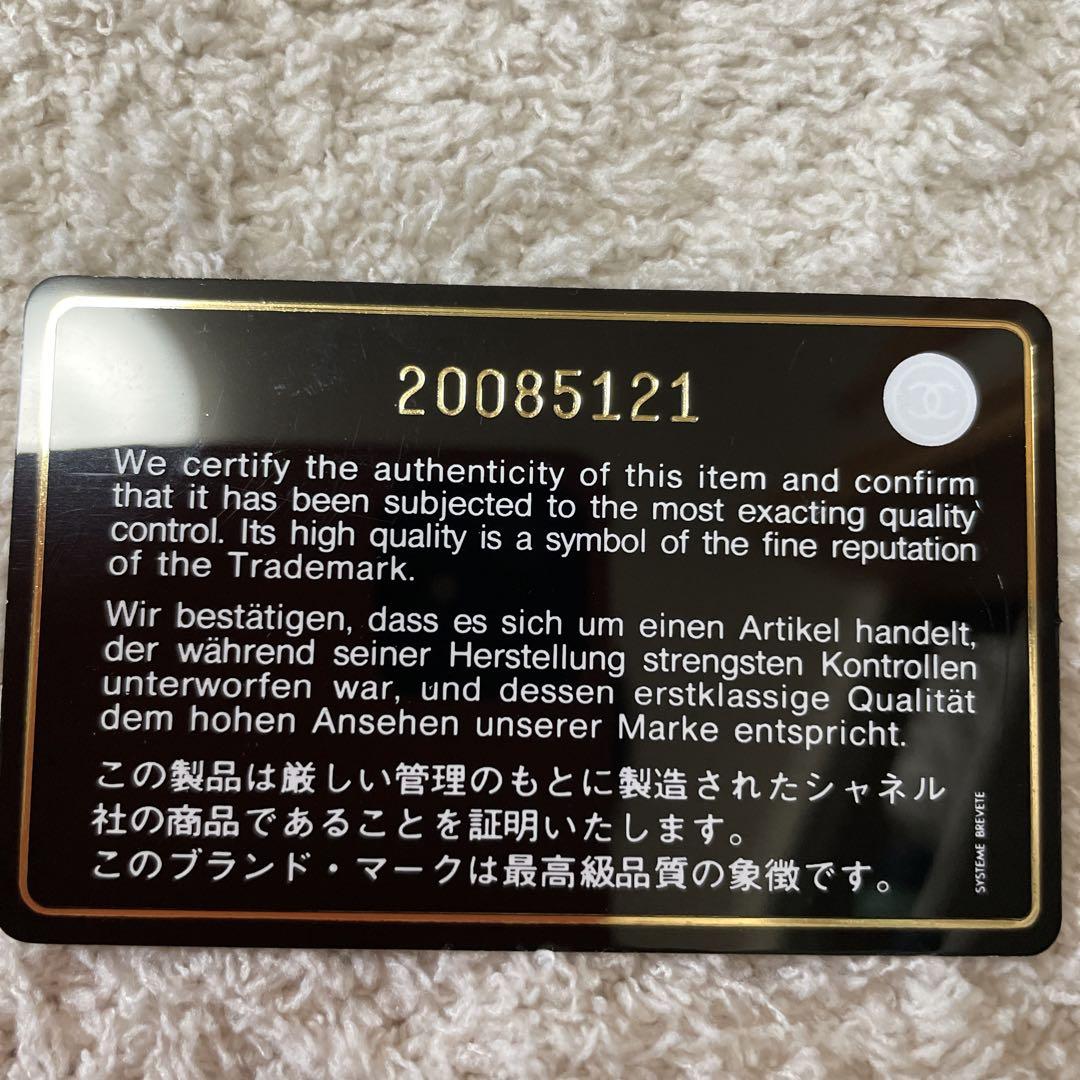 20085121
We certify the authenticity of this item and confirm
that it has been subjected to the most exacting quality
control. Its high quality is a symbol of the fine reputation
of the Trademark.
Wir bestätigen, dass es sich um einen Artikel handelt,
der während seiner Herstellung strengsten Kontrollen
unterworfen war, und dessen erstklassige Qualität
dem hohen Ansehen unserer Marke entspricht.
この製品は厳しい管理のもとに製造されたシャネル
社の商品であることを証明いたします。
このブランド・マークは最高級品質の象徴です。
SYSTEME BREVETE